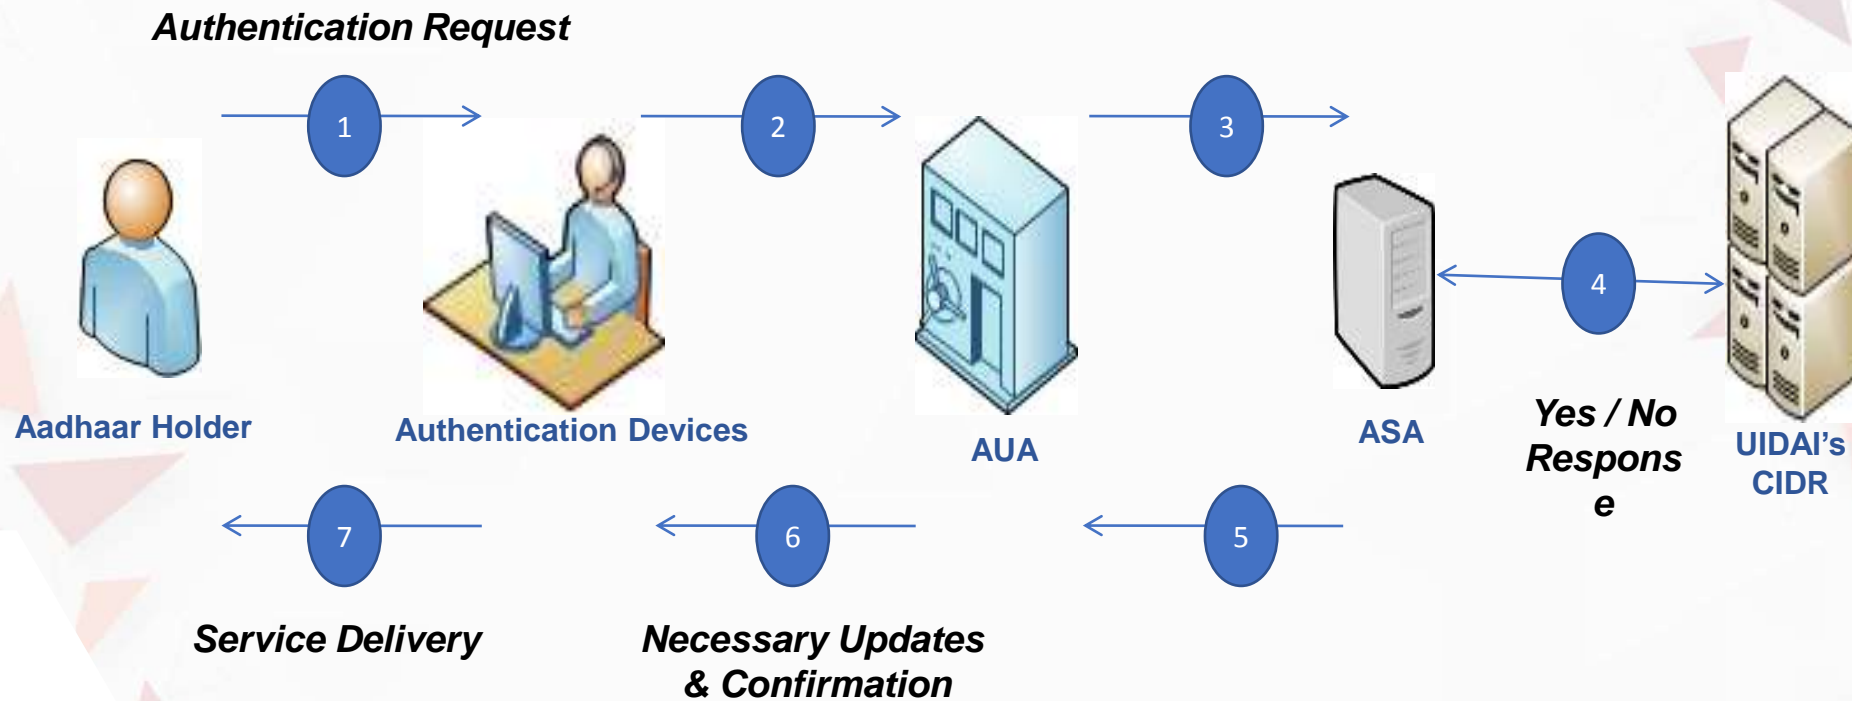 Authentication Request
1
2
3
4
Aadhaar Holder
Authentication Devices
AUA
ASA
Yes / No
Respons
e
UIDAI’s
CIDR
7
6
5
Service Delivery
Necessary Updates
& Confirmation